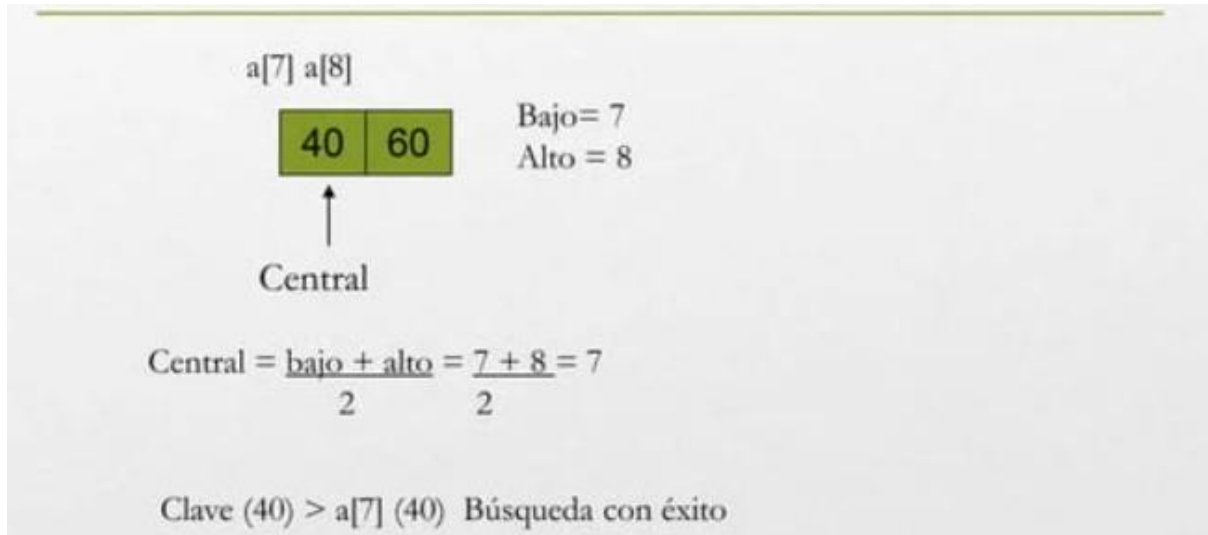 a[7] a[8]
40 60
Bajo= 7
Alto = 8
Central
Central = bajo + alto = 7 + 8 = 7
2 2
Clave (40) > a[7] (40) Búsqueda con éxito